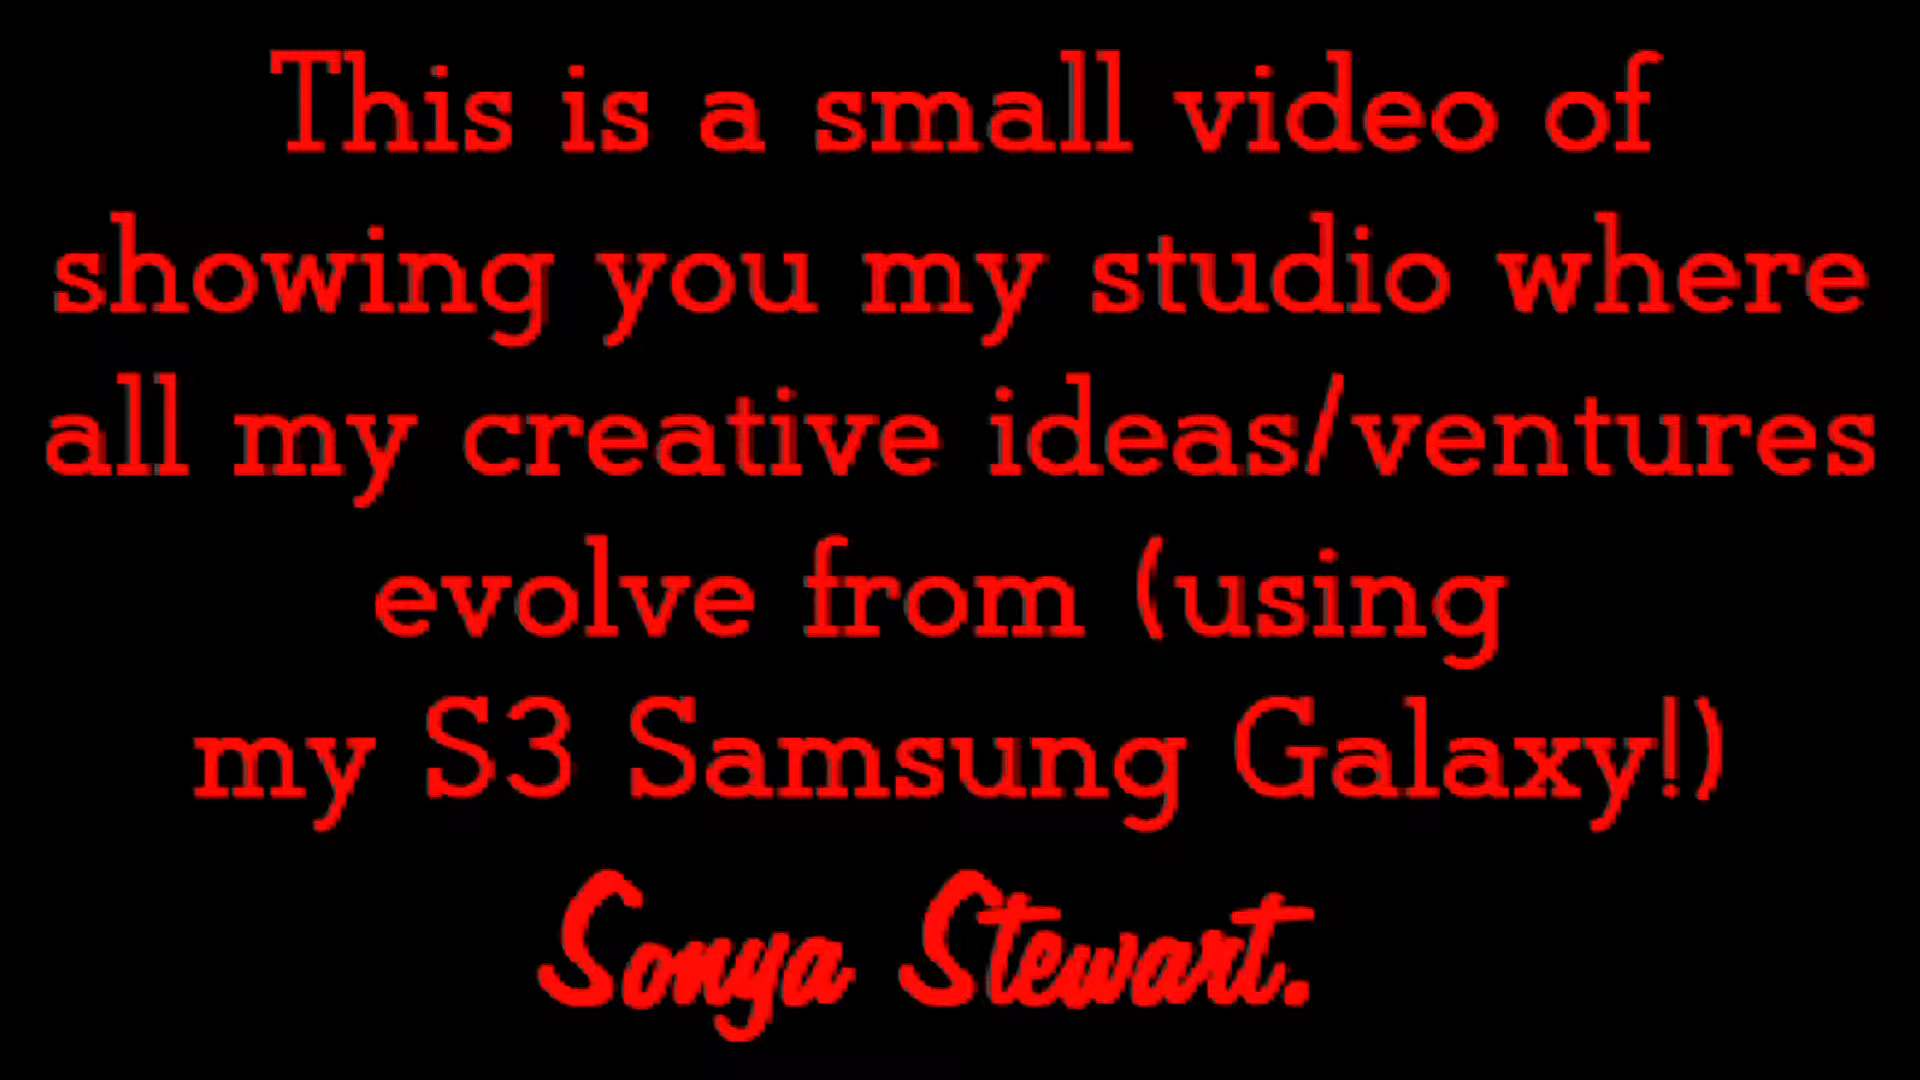 This is a small video of
showing you my studio where
all my creative ideas/ventures
evolve from (using
my S3 Samsung Galaxy!)
Sonya Stewart.